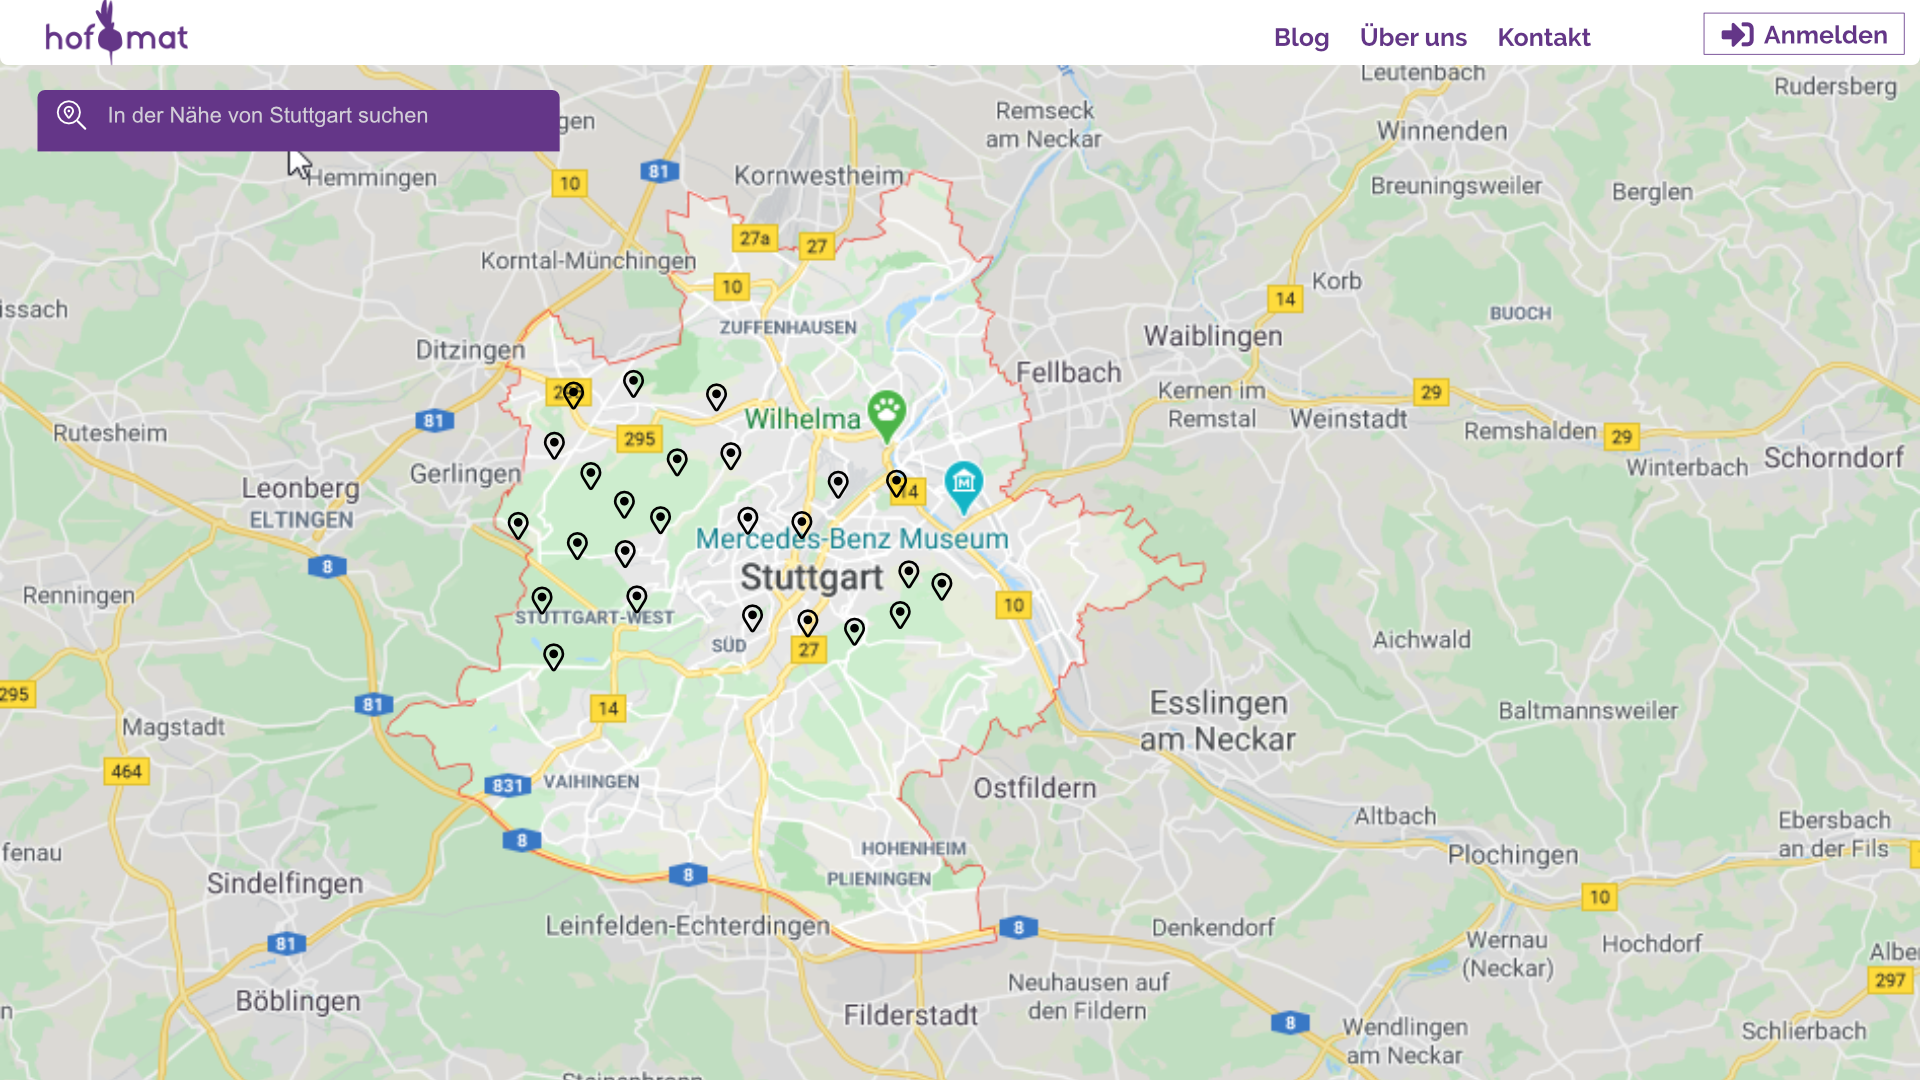 hofmat
Blog
Über uns
Kontakt
Anmelden
In der Nähe von Stuttgart suchen
Leutenbach
Rudersberg
Remseck
am Neckar
Winnenden
gen
Hemmingen
81
10
Kornwestheim
Breuningsweiler
Berglen
27a
27
Korntal-Münchingen
10
Korb
14
issach
ZUFFENHAUSEN
BUOCH
Waiblingen
Ditzingen
Fellbach
Kernen im
Remstal
29
Weinstadt
81
Wilhelma
295
Rutesheim
Remshalden
29
Winterbach
Schorndorf
Gerlingen
Leonberg
ELTINGEN
14
M
Mercedes-Benz Museum
8
Stuttgart
Renningen
STUTTGART-WEST
10
SÜD
27
Aichwald
295
81
14
Magstadt
Esslingen
am Neckar
Baltmannsweiler
464
831
VAIHINGEN
Ostfildern
Altbach
Ebersbach
an der Fils
8
fenau
HOHENHEIM
Plochingen
Sindelfingen
8
PLIENINGEN
10
Leinfelden-Echterdingen
8
Denkendorf
81
Wernau
(Neckar)
Hochdorf
Alber
297
Böblingen
Neuhausen auf
den Fildern
n
Filderstadt
8
Wendlingen
am Neckar
Schlierbach